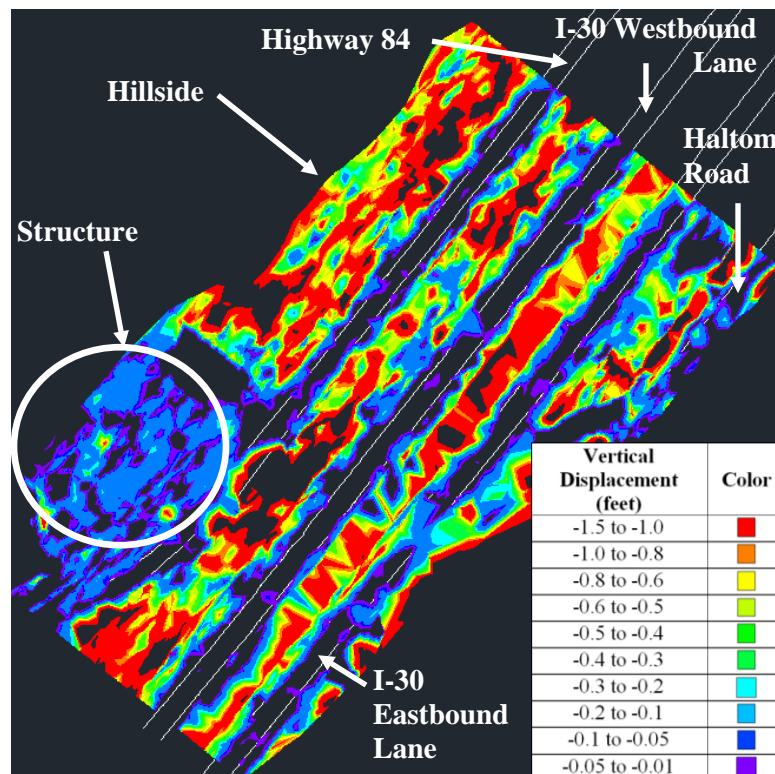 I-30 Westbound
Lane
Highway 84
Hillside
Haltom
Road
Structure
I-30
Eastbound
Lane
Vertical
Displacement
(feet)
Color
-1.5 to -1.0
-1.0 to -0.8
-0.8 to -0.6
-0.6 to -0.5
-0.5 to -0.4
-0.4 to -0.3
-0.3 to -0.2
-0.2 to -0.1
-0.1 to -0.05
-0.05 to -0.01